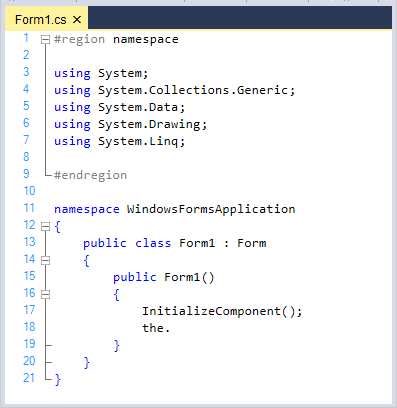 Form1.cs
1 #region namespace
2
3 using System;
4 using System.Collections.Generic;
5 using System.Data;
6 using System.Drawing;
7 using System.Linq;
8
9 #endregion
10
11 namespace WindowsFormsApplication
12 {
13 public class Form1 : Form
14 {
15 public Form1()
16 {
17 InitializeComponent();
18 the.
19 }
20 }
21 }